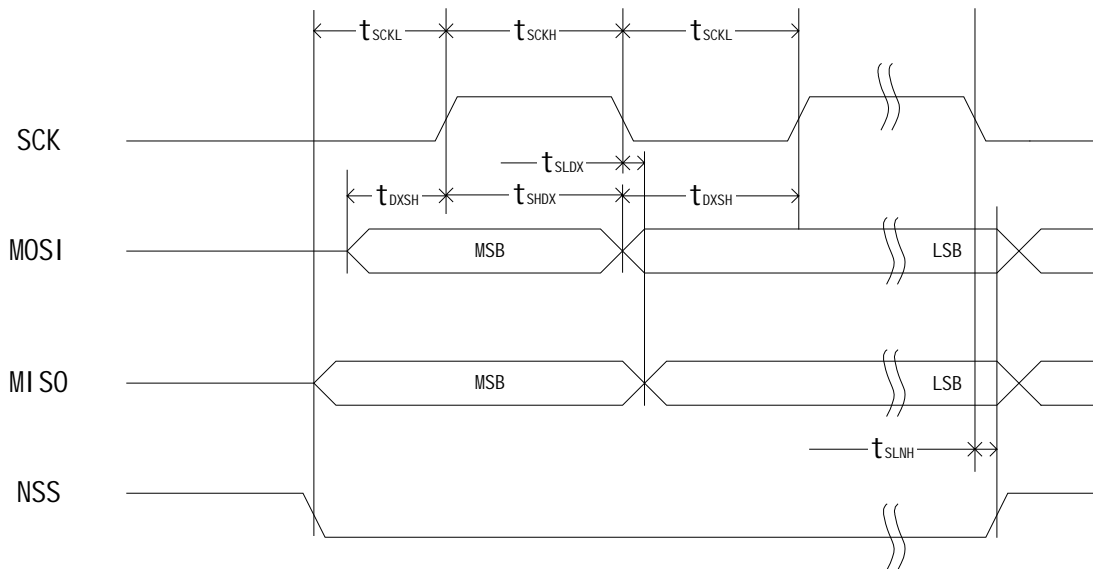 tSCKL tSCKH tSCKL
SCK
tSLDX
tDXSH tSHDX tDXSH
MOSI MSB LSB
MISO MSB LSB
tSLNH
NSS